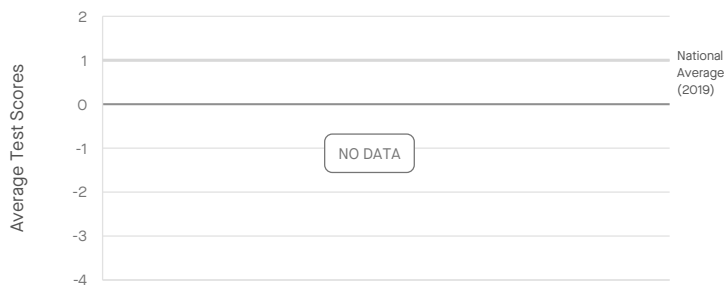 Average Test Scores
2
1
0
-1
-2
-3
-4
National
Average
(2019)
NO DATA